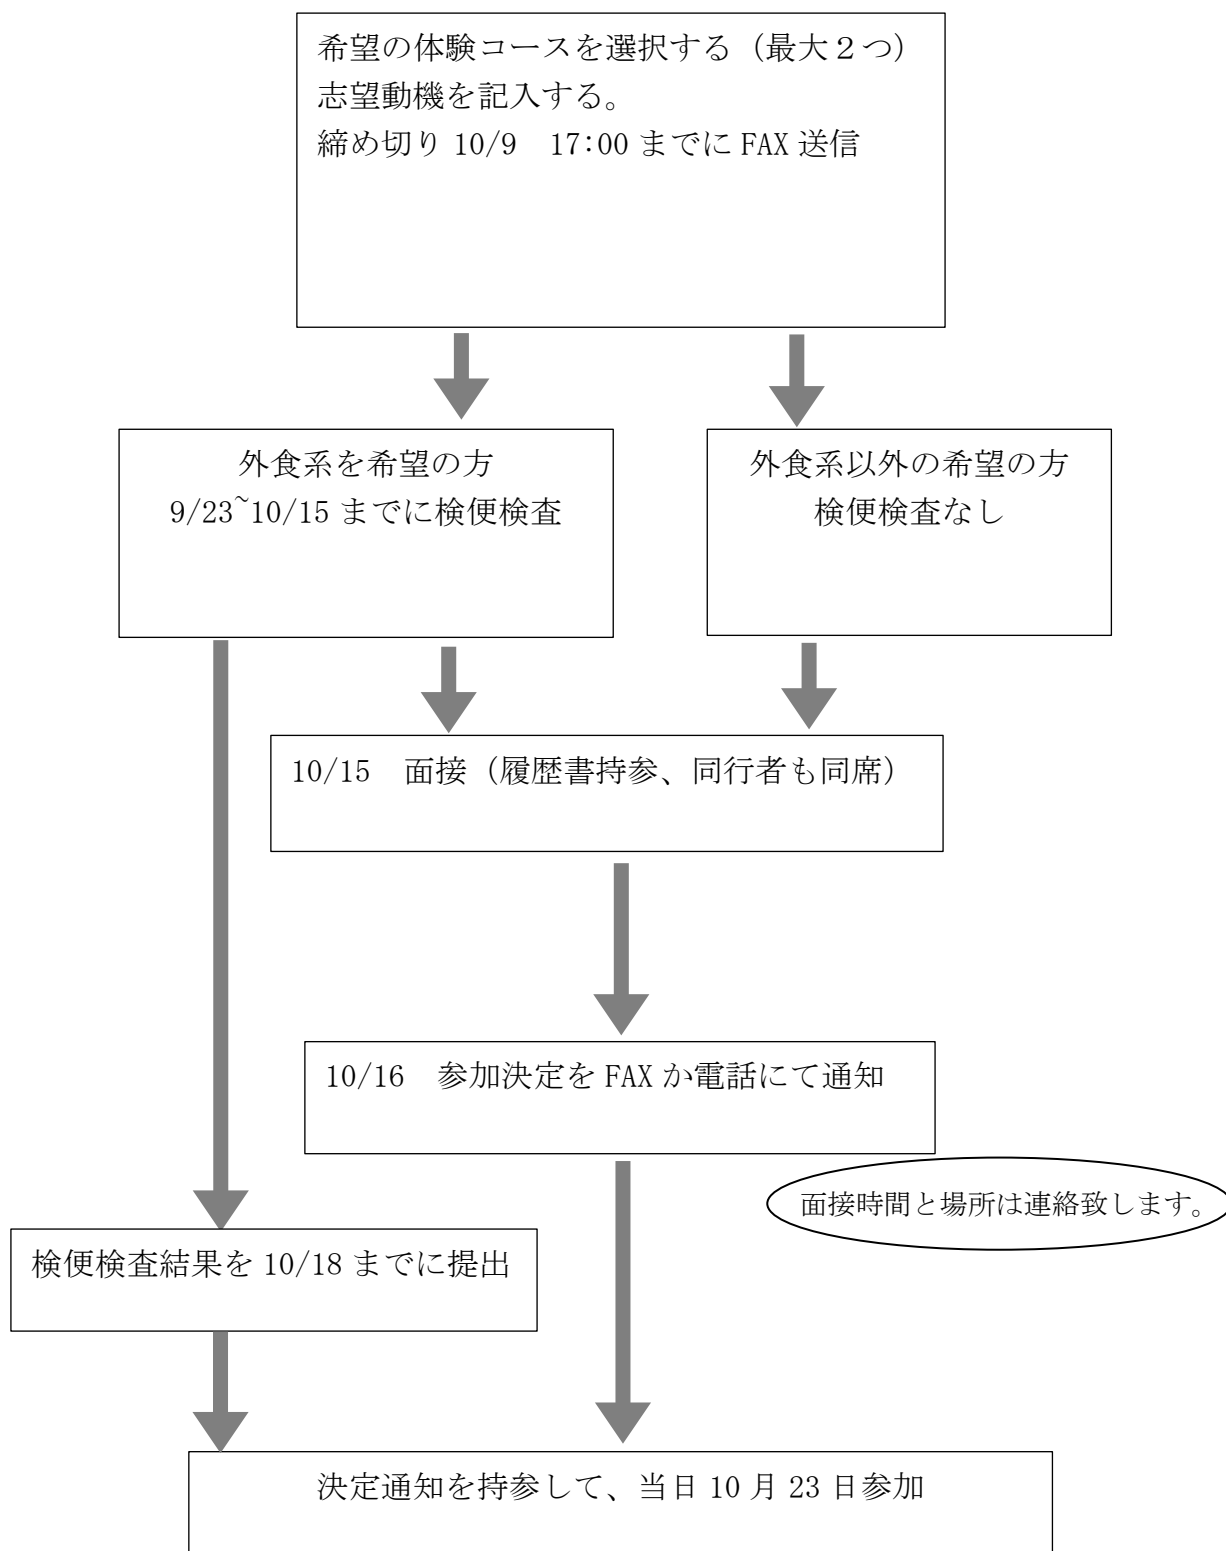 希望の体験コースを選択する（最大２つ）
志望動機を記入する。
締め切り 10/9　17:00 までに FAX 送信
外食系を希望の方
9/23~10/15 までに検便検査
外食系以外の希望の方
検便検査なし
10/15　面接（履歴書持参、同行者も同席）
10/16　参加決定を FAX か電話にて通知
面接時間と場所は連絡致します。
検便検査結果を 10/18 までに提出
決定通知を持参して、当日 10 月 23 日参加